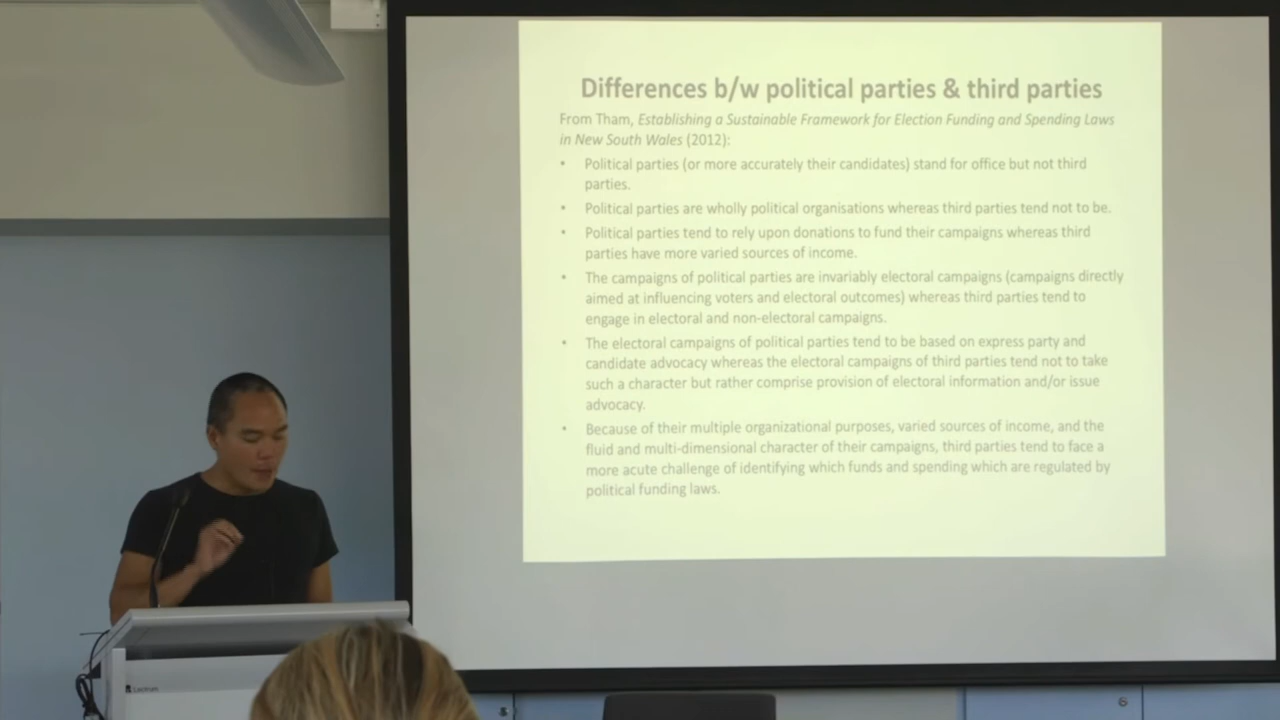 Differences b/w political parties & third parties
From Tham, Establishing a Sustainable Framework for Election Funding and Spending Laws
in New South Wales (2012):
• Political parties (or more accurately their candidates) stand for office but not third
parties.
• Political parties are wholly political organisations whereas third parties tend not to be.
• Political parties tend to rely upon donations to fund their campaigns whereas third
parties have more varied sources of income.
• The campaigns of political parties are invariably electoral campaigns (campaigns directly
aimed at influencing voters and electoral outcomes) whereas third parties tend to
engage in electoral and non-electoral campaigns.
• The electoral campaigns of political parties tend to be based on express party and
candidate advocacy whereas the electoral campaigns of third parties tend not to take
such a character but rather comprise provision of electoral information and/or issue
advocacy.
• Because of their multiple organizational purposes, varied sources of income, and the
fluid and multi-dimensional character of their campaigns, third parties tend to face a
more acute challenge of identifying which funds and spending which are regulated by
political funding laws.
Lectrum